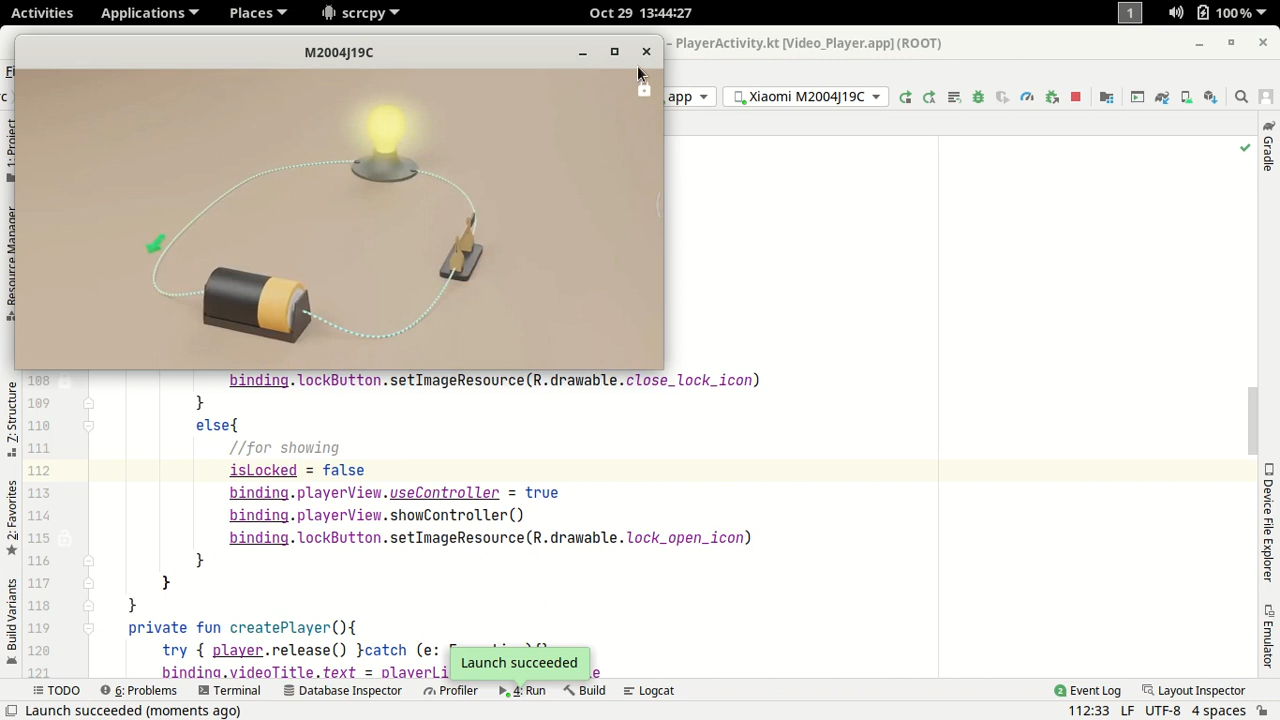 Activities Applications Places scrcpy Oct 29 13:44:27 1 100%
M2004J19C
– PlayerActivity.kt [Video_Player.app] (ROOT)
app Xiaomi M2004J19C
1: Project
Resource Manager
7: Structure
2: Favorites
Build Variants
Gradle
Device File Explorer
Emulator
108 binding.lockButton.setImageResource(R.drawable.close_lock_icon)
109 }
110 else{
111 //for showing
112 isLocked = false
113 binding.playerView.useController = true
114 binding.playerView.showController()
115 binding.lockButton.setImageResource(R.drawable.lock_open_icon)
116 }
117 }
118 }
119 private fun createPlayer(){
120 try { player.release() }catch (e:
121 binding.videoTitle.text =
Launch succeeded
TODO 6: Problems Terminal Database Inspector Profiler 4: Run Build Logcat 2 Event Log Layout Inspector
Launch succeeded (moments ago) 112:33 LF UTF-8 4 spaces